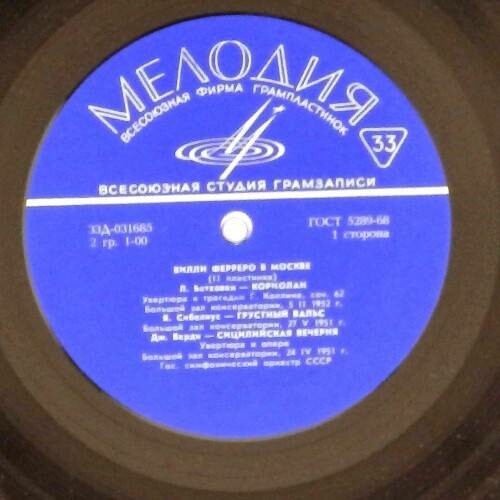 МЕЛОДИЯ
ВСЕСОЮЗНАЯ ФИРМА ГРАМПЛАСТИНОК
33
ВСЕСОЮЗНАЯ СТУДИЯ ГРАМЗАПИСИ
33Д-031685 ГОСТ 5289-68
2 гр. 1-00 1 сторона
ВИЛЛИ ФЕРРЕРО В МОСКВЕ
(11 пластинка)
Л. Бетховен — КОРИОЛАН
Увертюра к трагедии Г. Коллина, соч. 62
Большой зал консерватории, 5 II 1952 г.
Я. Сибелиус — ГРУСТНЫЙ ВАЛЬС
Большой зал консерватории, 27 V 1951 г.
Дж. Верди — СИЦИЛИЙСКАЯ ВЕЧЕРНЯ
Увертюра к опере
Большой зал консерватории, 24 IV 1951 г.
Гос. симфонический оркестр СССР